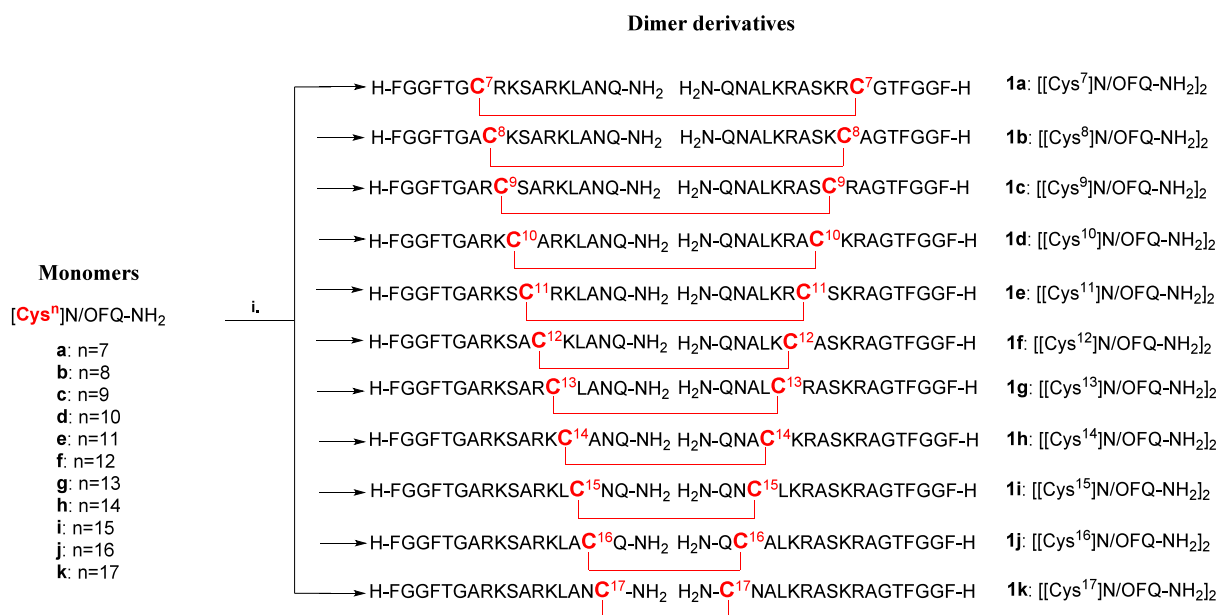 Dimer derivatives
H-FGGFTGC⁷RKSARKLANQ-NH₂ H₂N-QNALKRASKRC⁷GTFGGF-H 1a: [[Cys⁷]N/OFQ-NH₂]₂
H-FGGFTGAC⁸KSARKLANQ-NH₂ H₂N-QNALKRASKC⁸AGTFGGF-H 1b: [[Cys⁸]N/OFQ-NH₂]₂
H-FGGFTGARC⁹SARKLANQ-NH₂ H₂N-QNALKRASC⁹RAGTFGGF-H 1c: [[Cys⁹]N/OFQ-NH₂]₂
H-FGGFTGARKC¹⁰ARKLANQ-NH₂ H₂N-QNALKRAC¹⁰KRAGTFGGF-H 1d: [[Cys¹⁰]N/OFQ-NH₂]₂
Monomers
H-FGGFTGARKSC¹¹RKLANQ-NH₂ H₂N-QNALKRC¹¹SKRAGTFGGF-H 1e: [[Cys¹¹]N/OFQ-NH₂]₂
[Cysⁿ]N/OFQ-NH₂ i.
H-FGGFTGARKSAC¹²KLANQ-NH₂ H₂N-QNALKC¹²ASKRAGTFGGF-H 1f: [[Cys¹²]N/OFQ-NH₂]₂
a: n=7
b: n=8
c: n=9
d: n=10
e: n=11
f: n=12
g: n=13
h: n=14
i: n=15
j: n=16
k: n=17
H-FGGFTGARKSARC¹³LANQ-NH₂ H₂N-QNALC¹³RASKRAGTFGGF-H 1g: [[Cys¹³]N/OFQ-NH₂]₂
H-FGGFTGARKSARKC¹⁴ANQ-NH₂ H₂N-QNAC¹⁴KRASKRAGTFGGF-H 1h: [[Cys¹⁴]N/OFQ-NH₂]₂
H-FGGFTGARKSARKLC¹⁵NQ-NH₂ H₂N-QNC¹⁵LKRASKRAGTFGGF-H 1i: [[Cys¹⁵]N/OFQ-NH₂]₂
H-FGGFTGARKSARKLAC¹⁶Q-NH₂ H₂N-QC¹⁶ALKRASKRAGTFGGF-H 1j: [[Cys¹⁶]N/OFQ-NH₂]₂
H-FGGFTGARKSARKLANC¹⁷-NH₂ H₂N-C¹⁷NALKRASKRAGTFGGF-H 1k: [[Cys¹⁷]N/OFQ-NH₂]₂